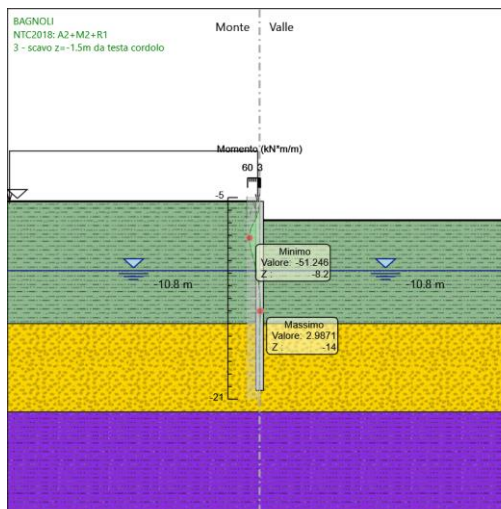 BAGNOLI
NTC2018: A2+M2+R1
3 - scavo z=-1.5m da testa cordolo
Monte
Valle
Momento (kN*m/m)
60 3
-5
Minimo
Valore: -51.246
Z : -8.2
-10.8 m
-10.8 m
Massimo
Valore: 2.9871
Z : -14
-21